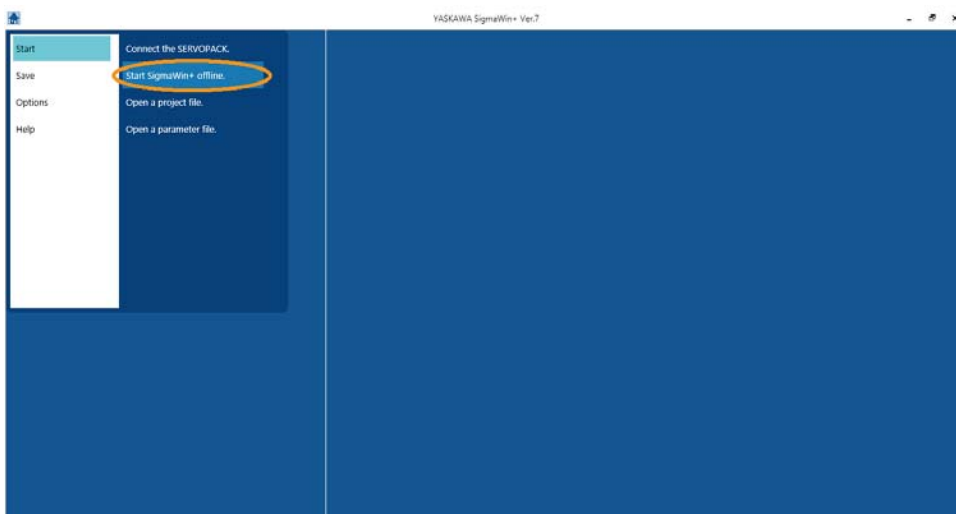 YASKAWA SigmaWin+ Ver.7
Start
Connect the SERVOPACK.
Save
Start SigmaWin+ offline.
Options
Open a project file.
Help
Open a parameter file.